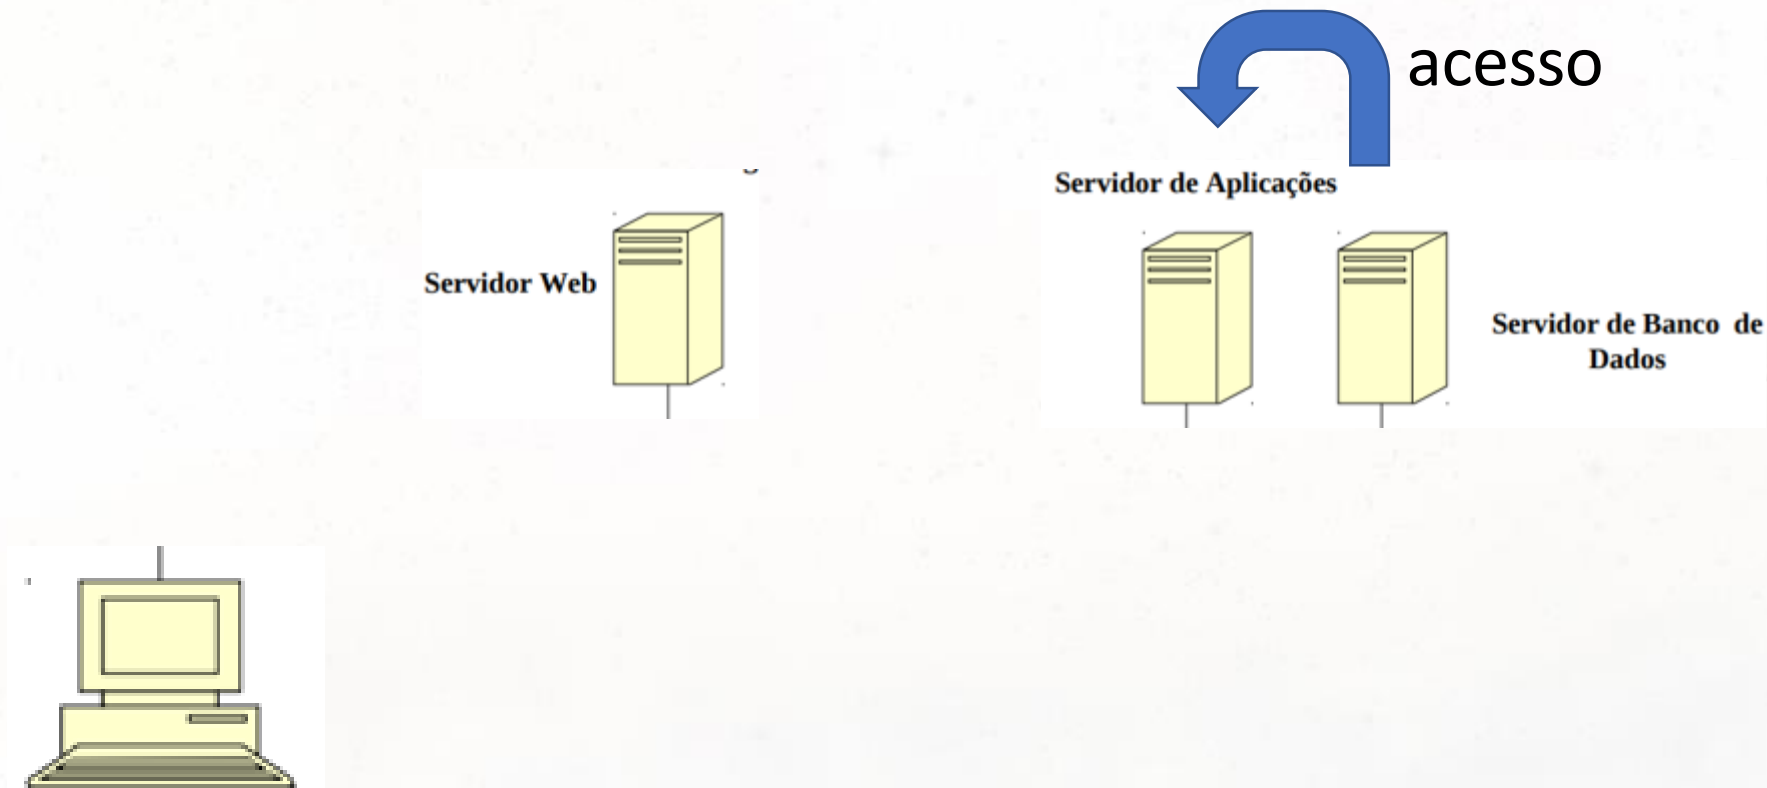 acesso
Servidor de Aplicações
Servidor Web
Servidor de Banco de
Dados